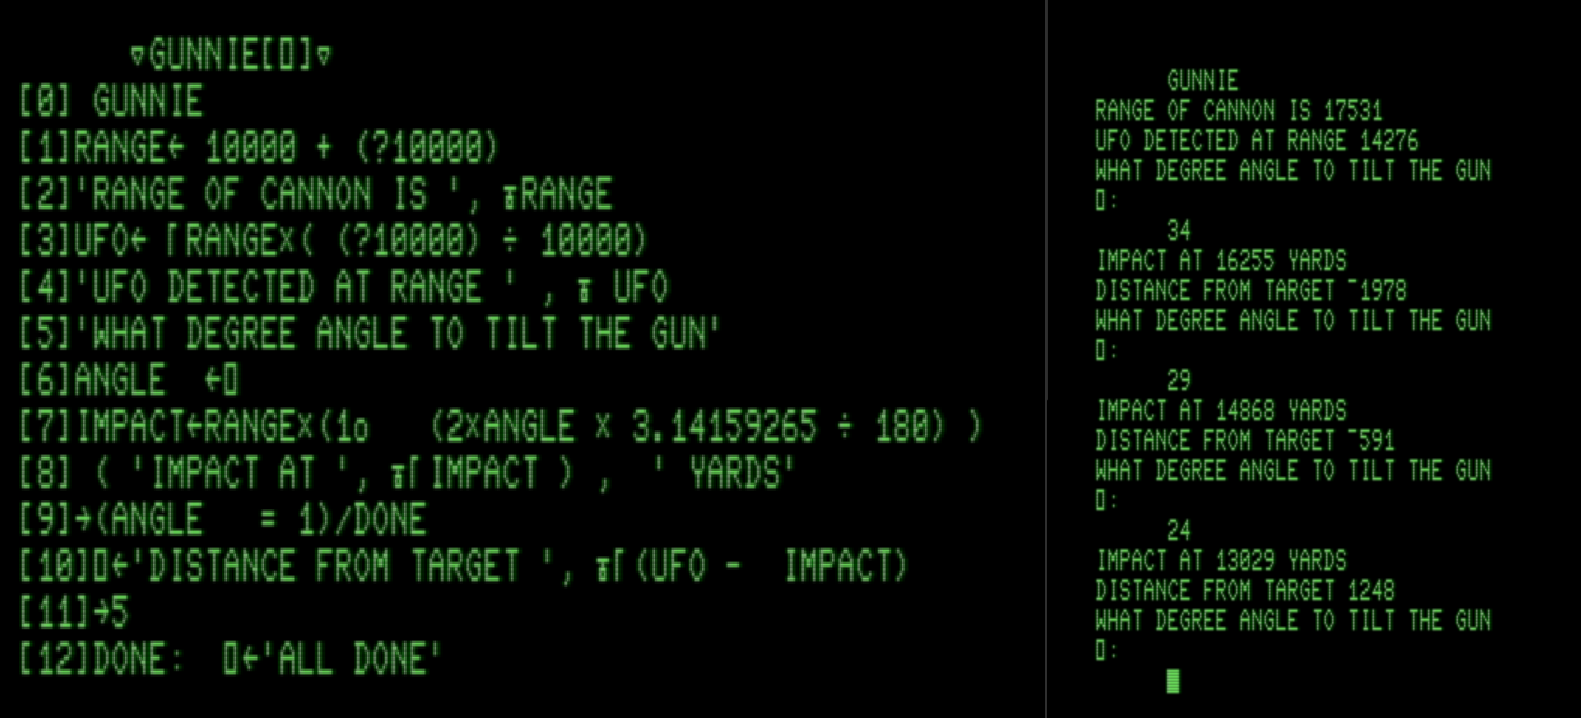 ∇GUNNIE[⎕]∇
[0] GUNNIE
[1]RANGE← 10000 + (?10000)
[2]'RANGE OF CANNON IS ', ⍕RANGE
[3]UFO← ⌈RANGE×( (?10000) ÷ 10000)
[4]'UFO DETECTED AT RANGE ' , ⍕ UFO
[5]'WHAT DEGREE ANGLE TO TILT THE GUN'
[6]ANGLE  ←⎕
[7]IMPACT←RANGE×(1○   (2×ANGLE × 3.14159265 ÷ 180) )
[8] ( 'IMPACT AT ', ⍕⌈IMPACT ) ,  ' YARDS'
[9]→(ANGLE   = 1)/DONE
[10]⎕←'DISTANCE FROM TARGET ', ⍕⌈(UFO -  IMPACT)
[11]→5
[12]DONE:  ⎕←'ALL DONE'
GUNNIE
RANGE OF CANNON IS 17531
UFO DETECTED AT RANGE 14276
WHAT DEGREE ANGLE TO TILT THE GUN
⎕:
34
IMPACT AT 16255 YARDS
DISTANCE FROM TARGET ¯1978
WHAT DEGREE ANGLE TO TILT THE GUN
⎕:
29
IMPACT AT 14868 YARDS
DISTANCE FROM TARGET ¯591
WHAT DEGREE ANGLE TO TILT THE GUN
⎕:
24
IMPACT AT 13029 YARDS
DISTANCE FROM TARGET 1248
WHAT DEGREE ANGLE TO TILT THE GUN
⎕: